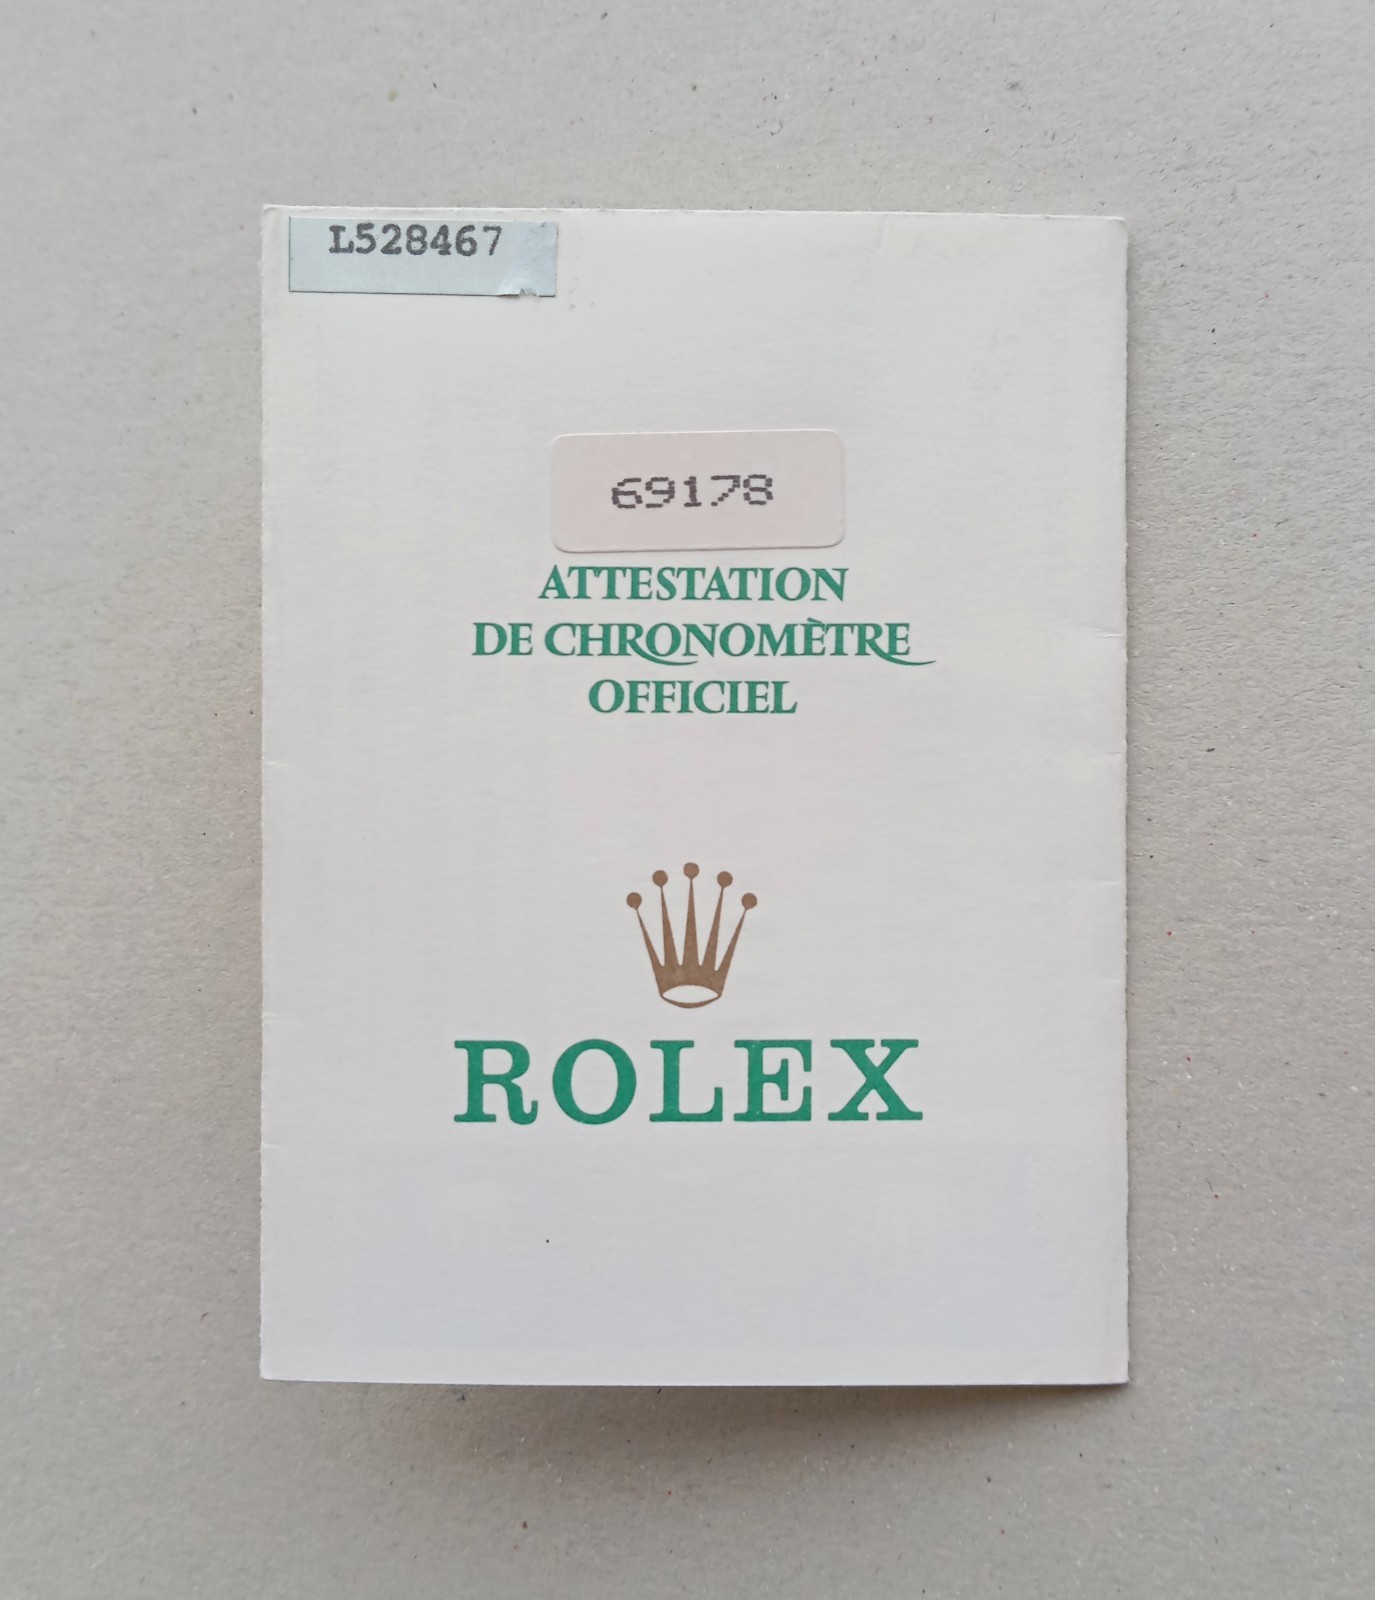 L528467
69178
ATTESTATION
DE CHRONOMÈTRE
OFFICIEL
ROLEX